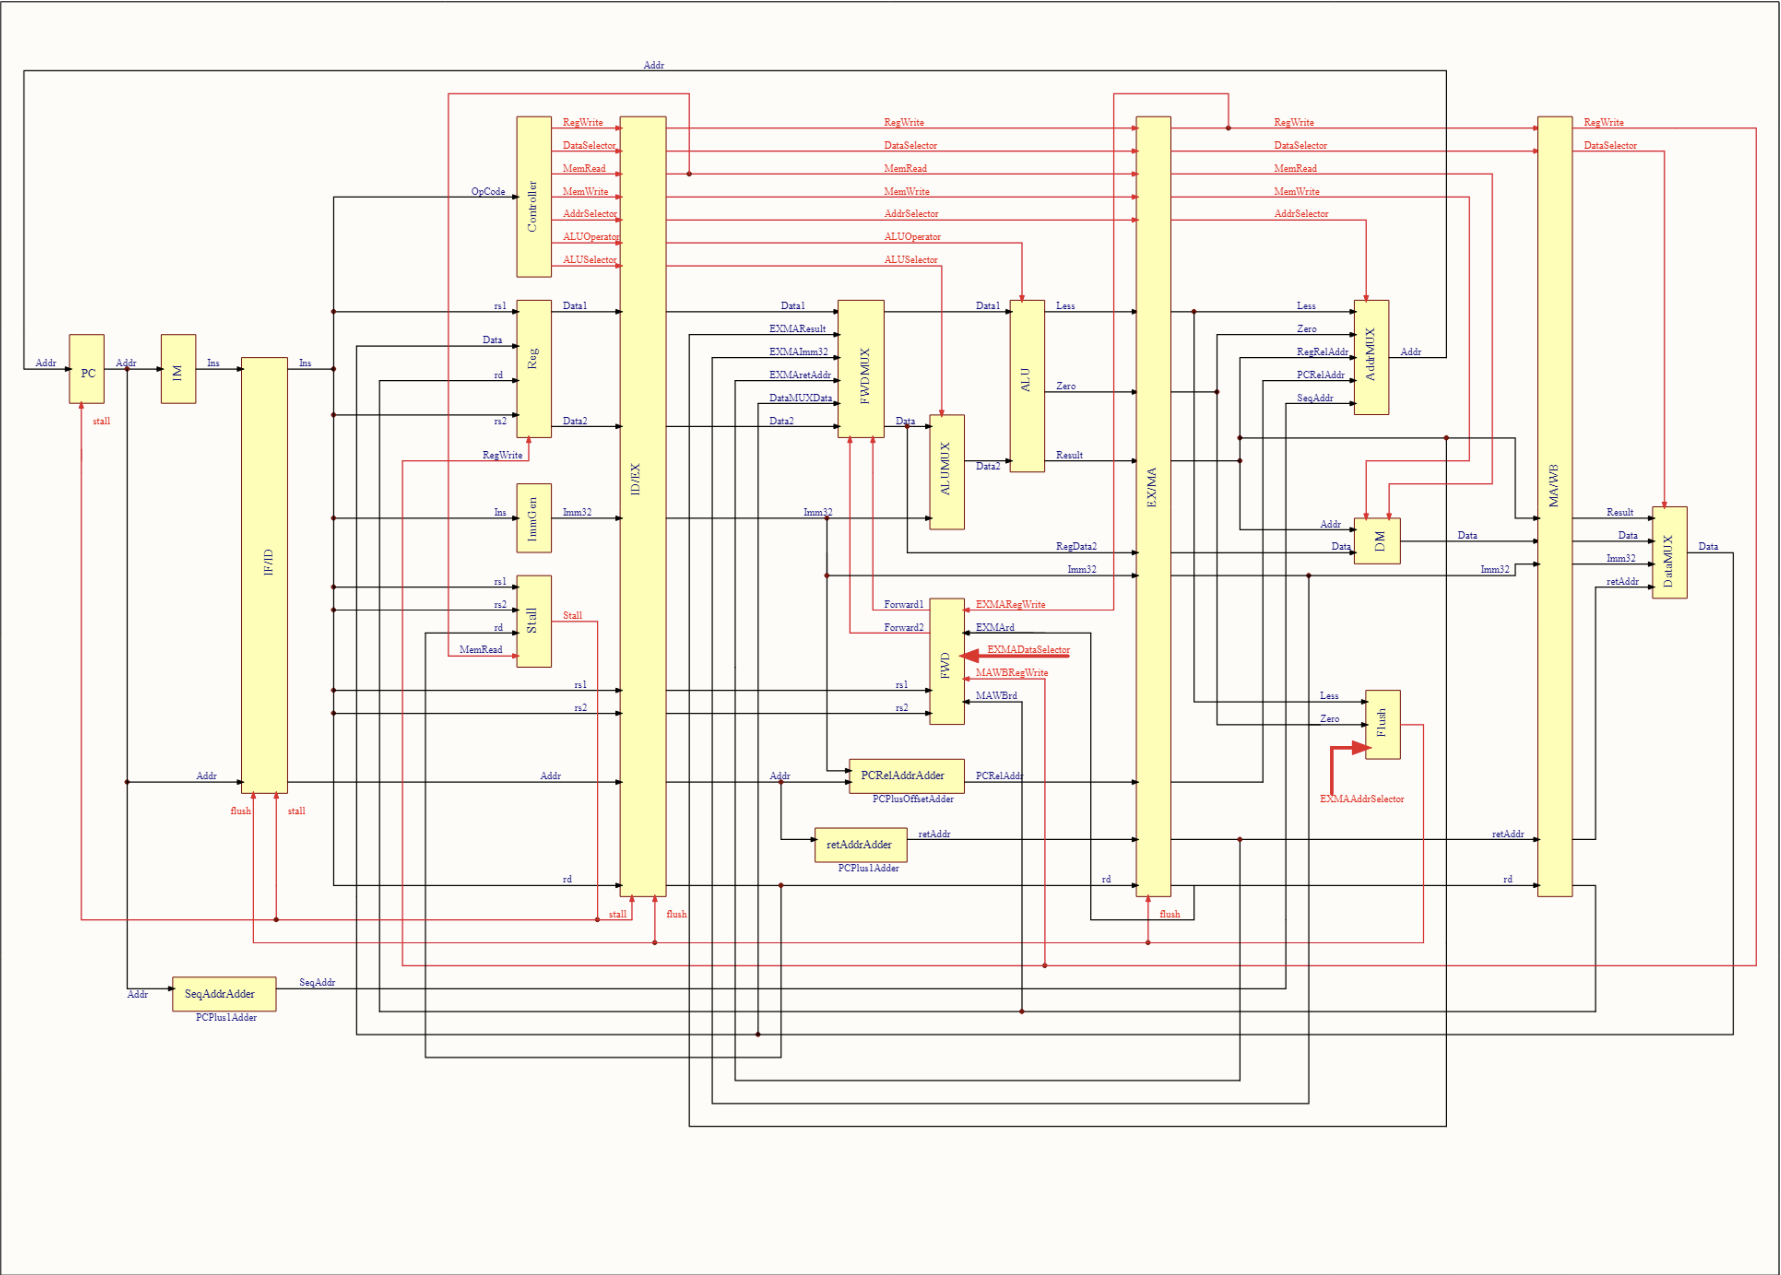 Addr
RegWrite
RegWrite
RegWrite
RegWrite
DataSelector
DataSelector
DataSelector
DataSelector
MemRead
MemRead
MemRead
OpCode
Controller
MemWrite
MemWrite
MemWrite
AddrSelector
AddrSelector
AddrSelector
ALUOperator
ALUOperator
ALUSelector
ALUSelector
rs1
Data1
Data1
Data1
Less
Less
EXMAResult
Zero
Data
Reg
EXMAImm32
FWDMUX
RegRelAddr
AddrMUX
Addr
Addr
PC
Addr
IM
Ins
Ins
rd
EXMAretAddr
ALU
Zero
PCRelAddr
DataMUXData
SeqAddr
stall
rs2
Data2
Data2
Data
RegWrite
ALUMUX
Data2
Result
ID/EX
EX/MA
MA/WB
Ins
ImmGen
Imm32
Imm32
Addr
Result
DM
Data
Data
DataMUX
Data
RegData2
Data
IF/ID
Imm32
Imm32
Imm32
rs1
retAddr
rs2
Stall
Stall
Forward1
EXMARegWrite
rd
Forward2
EXMArd
MemRead
FWD
EXMADataSelector
MAWBRegWrite
rs1
rs1
MAWBrd
Less
rs2
rs2
Zero
Flush
Addr
Addr
Addr
PCRelAddrAdder
PCRelAddr
PCPlusOffsetAdder
EXMAAddrSelector
flush
stall
retAddrAdder
retAddr
retAddr
PCPlus1Adder
rd
rd
rd
stall
flush
flush
Addr
SeqAddrAdder
SeqAddr
PCPlus1Adder